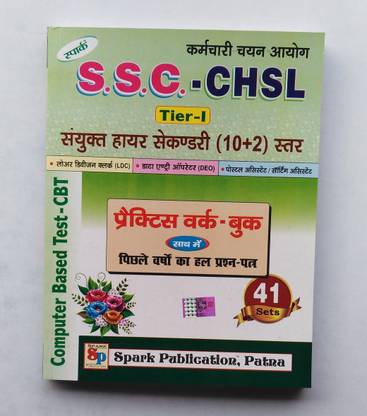 स्पार्क
कर्मचारी चयन आयोग
S.S.C.-CHSL
Tier-I
संयुक्त हायर सेकण्डरी (10+2) स्तर
• लोअर डिवीजन क्लर्क (LDC) • डाटा एण्ट्री ऑपरेटर (DEO) • पोस्टल असिस्टेंट / सॉर्टिंग असिस्टेंट
Computer Based Test-CBT
प्रैक्टिस वर्क-बुक
साथ में
पिछले वर्षों का हल प्रश्न-पत्र
41
Sets
SP
Spark Publication, Patna